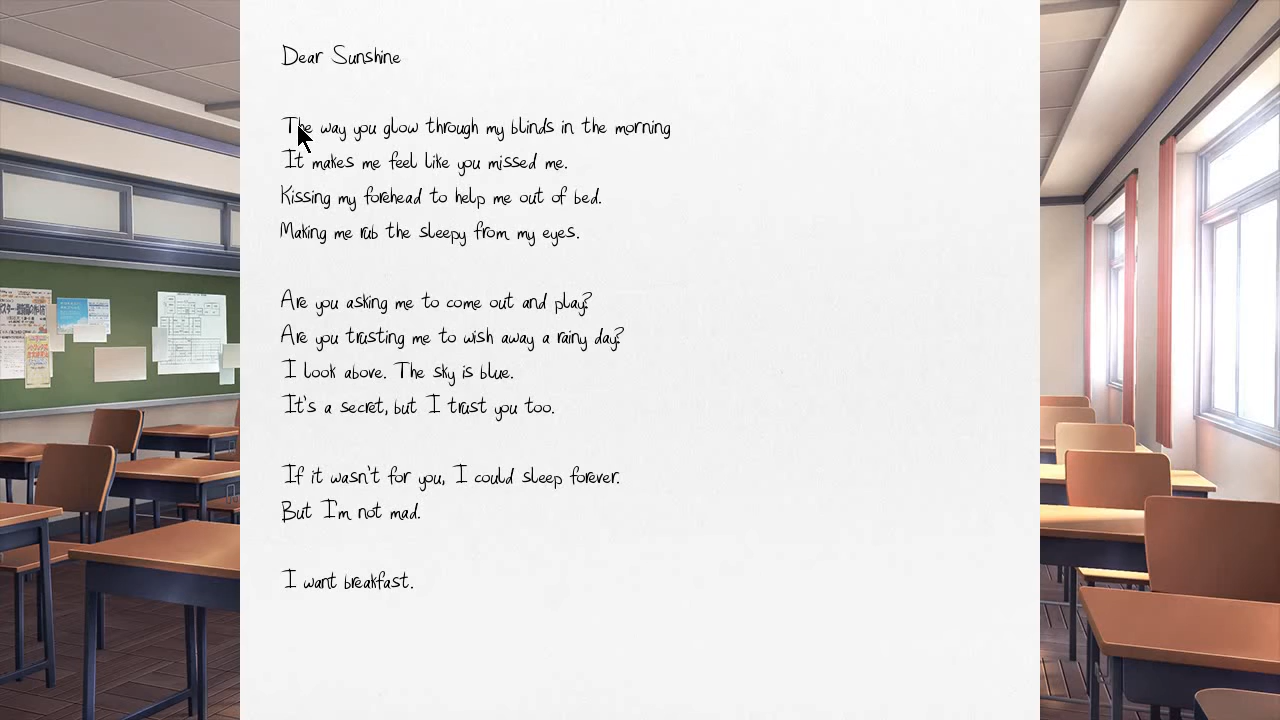 Dear Sunshine
The way you glow through my blinds in the morning
It makes me feel like you missed me.
Kissing my forehead to help me out of bed.
Making me rub the sleepy from my eyes.
Are you asking me to come out and play?
Are you trusting me to wish away a rainy day?
I look above. The sky is blue.
It's a secret, but I trust you too.
If it wasn't for you, I could sleep forever.
But I'm not mad.
I want breakfast.